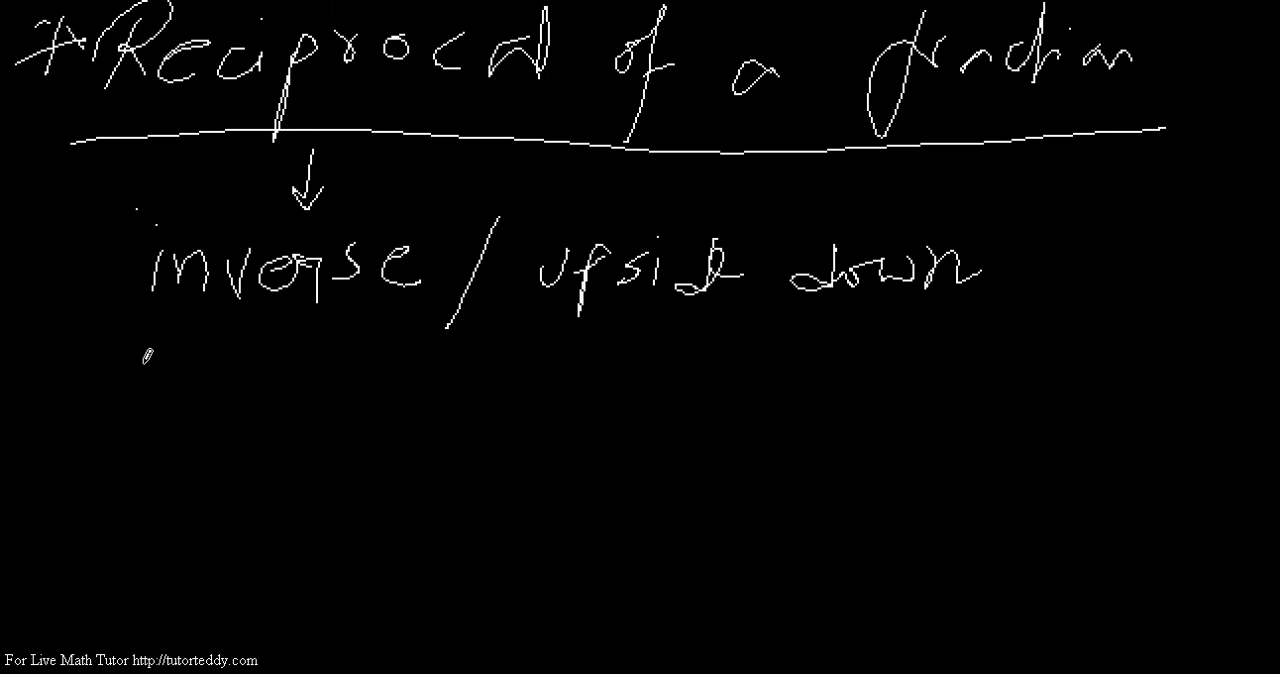 * Reciprocal of a fraction
inverse / upside down
For Live Math Tutor http://tutorteddy.com